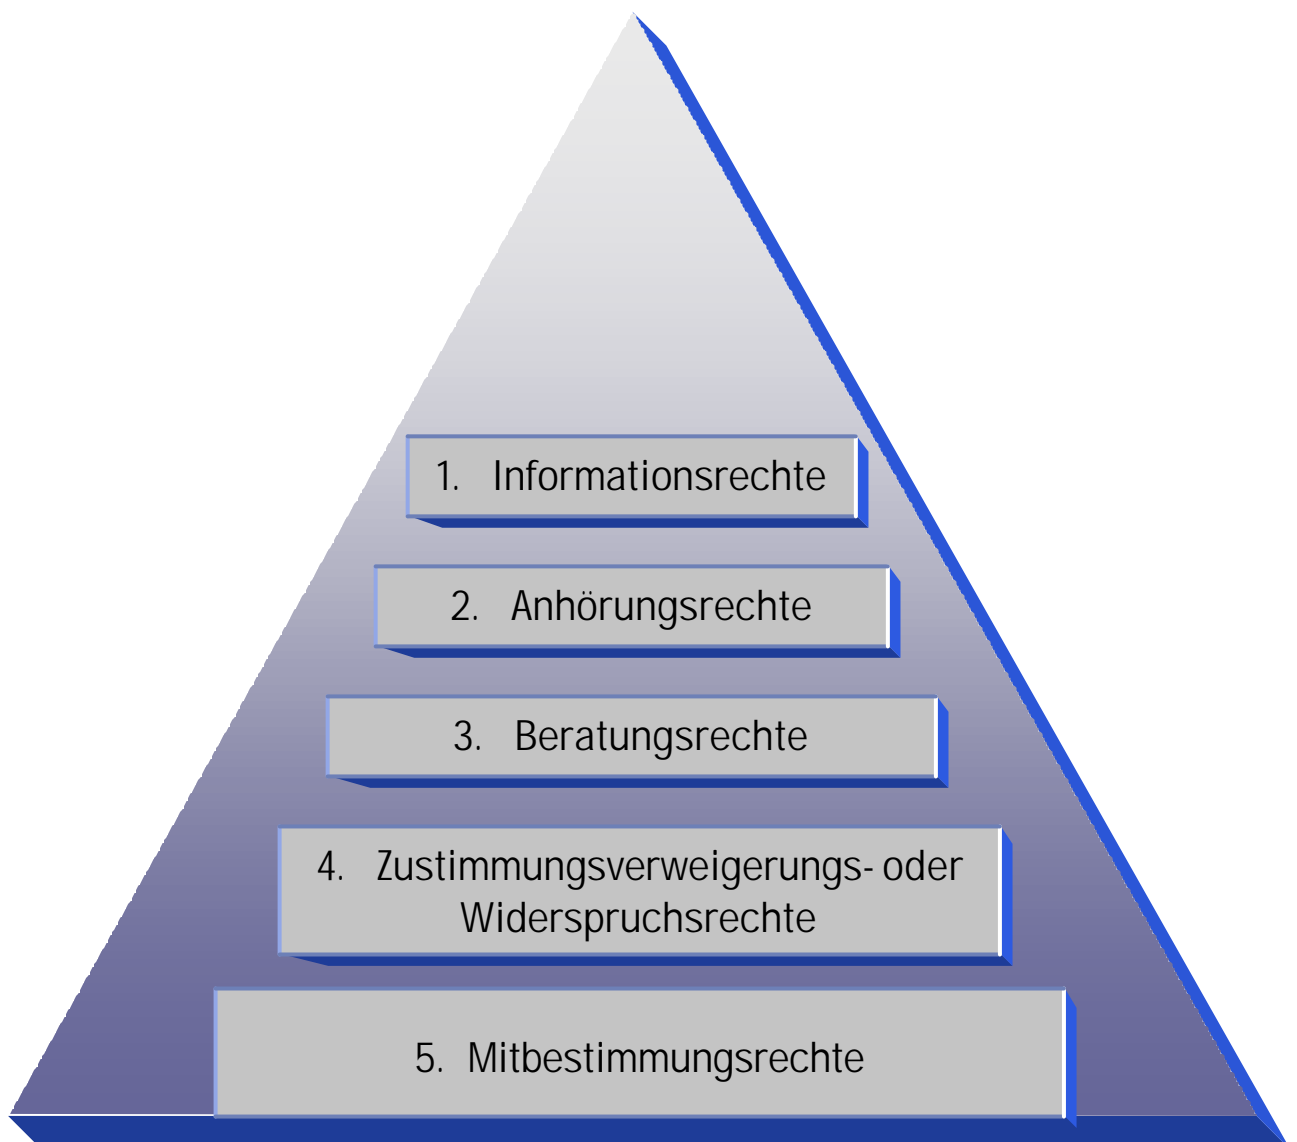 1. Informationsrechte
2. Anhörungsrechte
3. Beratungsrechte
4. Zustimmungsverweigerungs- oder
Widerspruchsrechte
5. Mitbestimmungsrechte